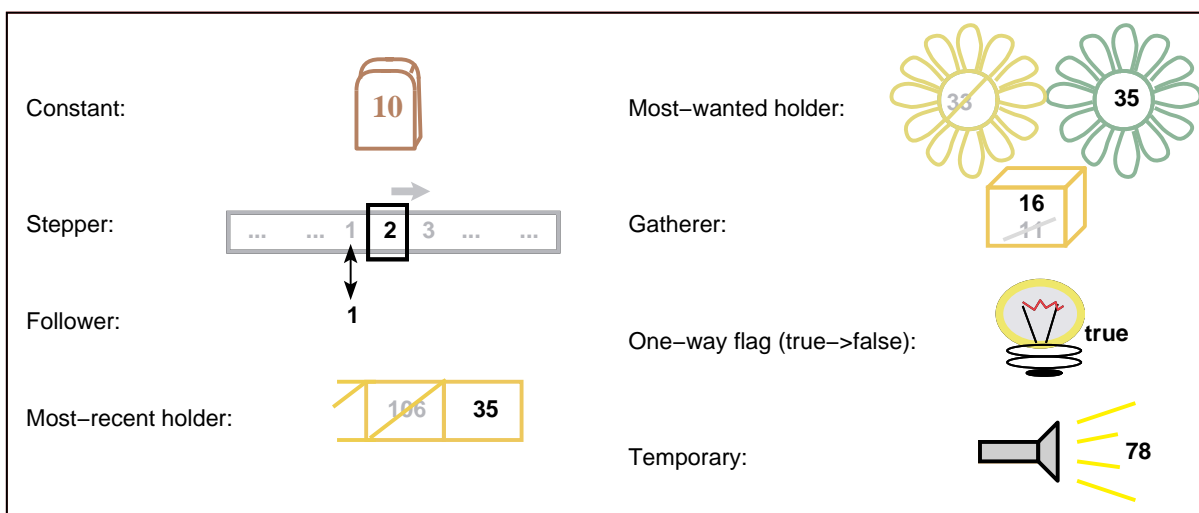 Constant:
10
Stepper:
... ... 1 2 3 ... ...
Follower:
1
Most−recent holder:
106 35
Most−wanted holder:
33 35
Gatherer:
16
11
One−way flag (true−>false):
true
Temporary:
78